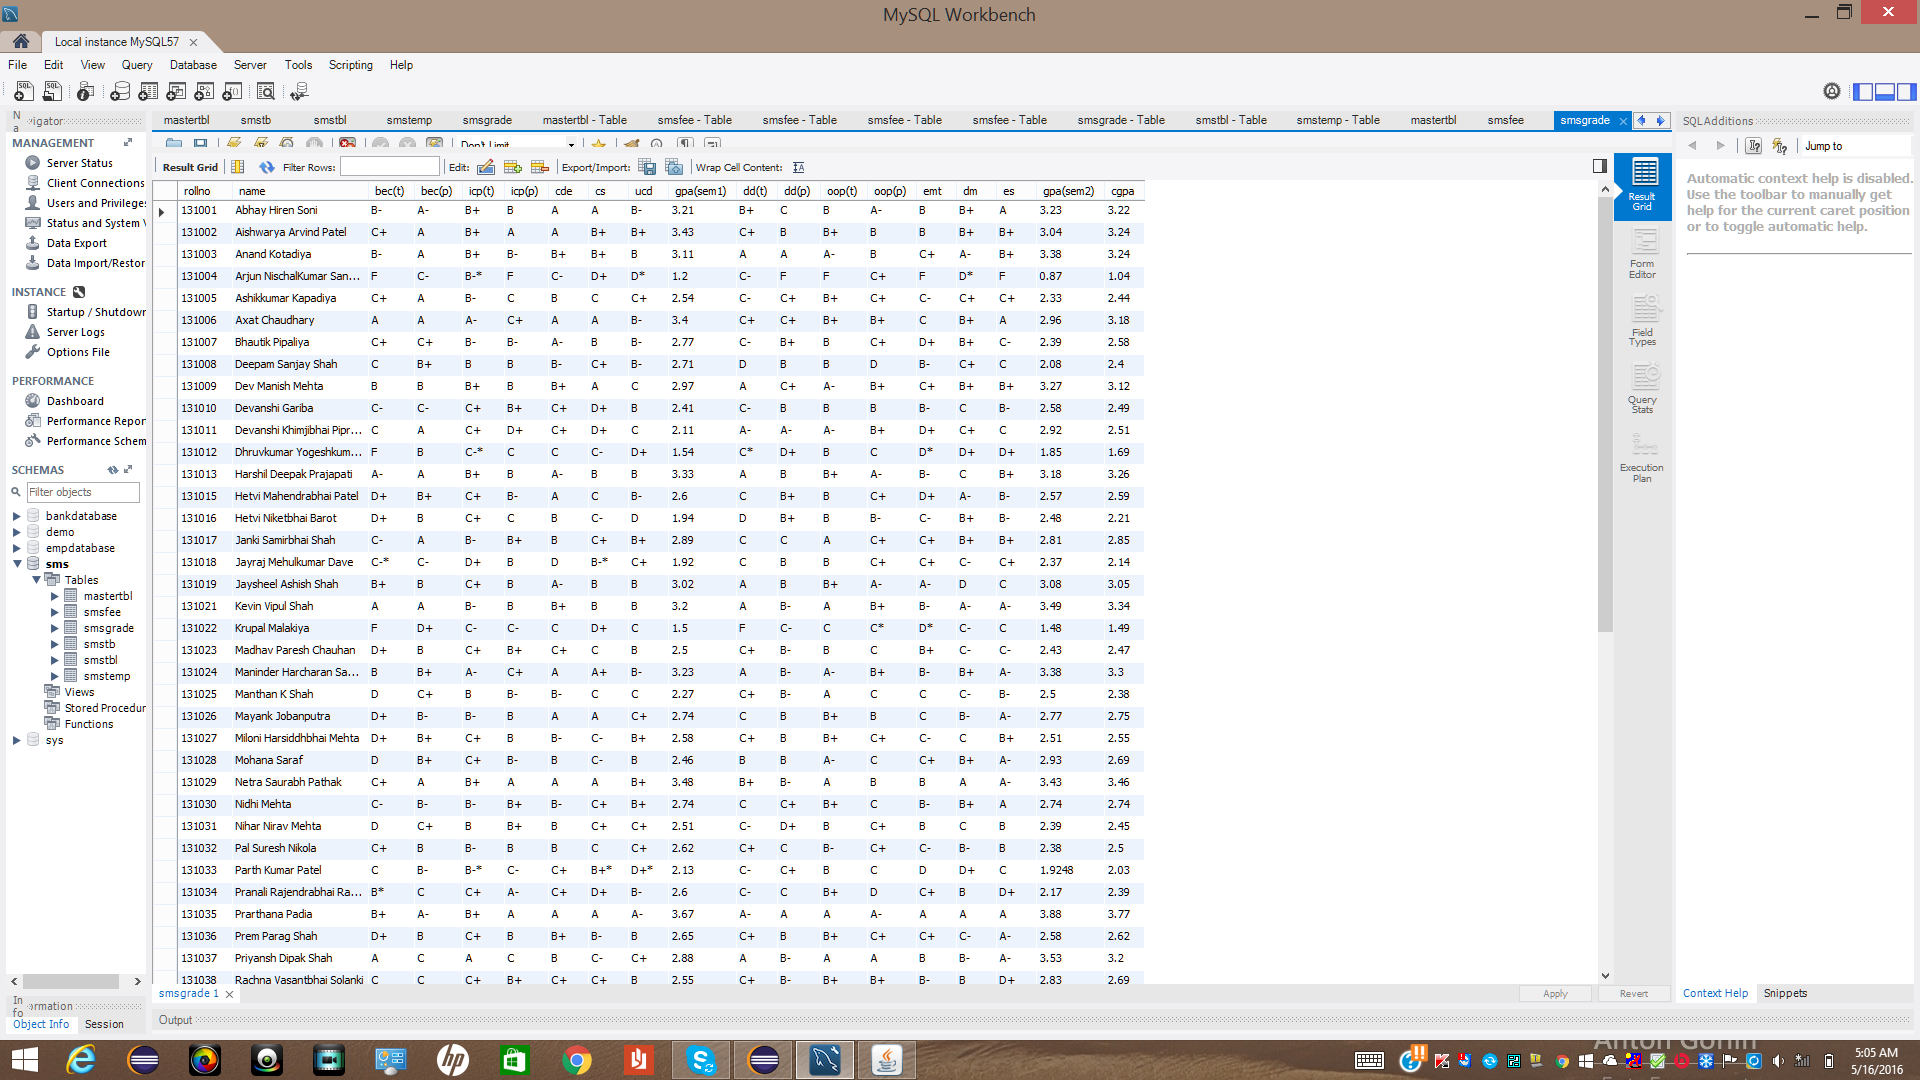 MySQL Workbench
Local instance MySQL57
File Edit View Query Database Server Tools Scripting Help
mastertbl smstb smstbl smstemp smsgrade mastertbl - Table smsfee - Table smsfee - Table smsfee - Table smsfee - Table smsgrade - Table smstbl - Table smstemp - Table mastertbl smsfee smsgrade
SQLAdditions
Don't Limit
Jump to
Result Grid Filter Rows: Edit: Export/Import: Wrap Cell Content:
Automatic context help is disabled.
Use the toolbar to manually get
help for the current caret position
or to toggle automatic help.
MANAGEMENT
Server Status
Client Connections
Users and Privileges
Status and System V
Data Export
Data Import/Restor
INSTANCE
Startup / Shutdown
Server Logs
Options File
PERFORMANCE
Dashboard
Performance Repor
Performance Schem
SCHEMAS
Filter objects
bankdatabase
demo
empdatabase
sms
Tables
mastertbl
smsfee
smsgrade
smstb
smstbl
smstemp
Views
Stored Procedur
Functions
sys
rollno name bec(t) bec(p) icp(t) icp(p) cde cs ucd gpa(sem1) dd(t) dd(p) oop(t) oop(p) emt dm es gpa(sem2) cgpa
131001 Abhay Hiren Soni B- A- B+ B A A B- 3.21 B+ C B A- B B+ A 3.23 3.22
131002 Aishwarya Arvind Patel C+ A B+ A A B+ B+ 3.43 C+ B B+ B B B+ B+ 3.04 3.24
131003 Anand Kotadiya B- A B+ B- B+ B+ B 3.11 A A A- B C+ A- B+ 3.38 3.24
131004 Arjun NischalKumar San... F C- B-* F C- D+ D* 1.2 C- F F C+ F D* F 0.87 1.04
131005 Ashikkumar Kapadiya C+ A B- C B C C+ 2.54 C- C+ B+ C+ C- C+ C+ 2.33 2.44
131006 Axat Chaudhary A A A- C+ A A B- 3.4 C+ C+ B+ B+ C B+ A 2.96 3.18
131007 Bhautik Pipaliya C+ C+ B- B- A- B B- 2.77 C- B+ B C+ D+ B+ C- 2.39 2.58
131008 Deepam Sanjay Shah C B+ B B B- C+ B- 2.71 D B B D B- C+ C 2.08 2.4
131009 Dev Manish Mehta B B B+ B B+ A C 2.97 A C+ A- B+ C+ B+ B+ 3.27 3.12
131010 Devanshi Gariba C- C- C+ B+ C+ D+ B 2.41 C- B B B B- C B- 2.58 2.49
131011 Devanshi Khimjibhai Pipr... C A C+ D+ C+ D+ C 2.11 A- A- A- B+ D+ C+ C 2.92 2.51
131012 Dhruvkumar Yogeshkum... F B C-* C C C- D+ 1.54 C* D+ B C D* D+ D+ 1.85 1.69
131013 Harshil Deepak Prajapati A- A B+ B A- B B 3.33 A B B+ A- B- C B+ 3.18 3.26
131015 Hetvi Mahendrabhai Patel D+ B+ C+ B- A C B- 2.6 C B+ B C+ D+ A- B- 2.57 2.59
131016 Hetvi Niketbhai Barot D+ B C+ C B C- D 1.94 D B+ B B- C- B+ B- 2.48 2.21
131017 Janki Samirbhai Shah C- A B- B+ B C+ B+ 2.89 C C A C+ C+ B+ B+ 2.81 2.85
131018 Jayraj Mehulkumar Dave C-* C- D+ B D B-* C+ 1.92 C B B C+ C+ C- C+ 2.37 2.14
131019 Jaysheel Ashish Shah B+ B C+ B A- B B 3.02 A B B+ A- A- D C 3.08 3.05
131021 Kevin Vipul Shah A A B- B B+ B B 3.2 A B- A B+ B- A- A- 3.49 3.34
131022 Krupal Malakiya F D+ C- C- C D+ C 1.5 F C- C C* D* C- C 1.48 1.49
131023 Madhav Paresh Chauhan D+ B C+ B+ C+ C B 2.5 C+ B- B C B+ C- C- 2.43 2.47
131024 Maninder Harcharan Sa... B B+ A- C+ A A+ B- 3.23 A B- A- B+ B- B+ A- 3.38 3.3
131025 Manthan K Shah D C+ B B- B- C C 2.27 C+ B- A C C C- B- 2.5 2.38
131026 Mayank Jobanputra D+ B- B- B A A C+ 2.74 C B B+ B C B- A- 2.77 2.75
131027 Miloni Harsiddhbhai Mehta D+ B+ C+ B B- C- B+ 2.58 C+ B B+ C+ C- C B+ 2.51 2.55
131028 Mohana Saraf D B+ C+ B- B C- B 2.46 B B A- C C+ B+ A- 2.93 2.69
131029 Netra Saurabh Pathak C+ A B+ A A A B+ 3.48 B+ B- A B B A A- 3.43 3.46
131030 Nidhi Mehta C- B- B- B+ B- C+ B+ 2.74 C C+ B+ C B- B+ A 2.74 2.74
131031 Nihar Nirav Mehta D C+ B B+ B C+ C+ 2.51 C- D+ B C+ B C B 2.39 2.45
131032 Pal Suresh Nikola C+ B B- B B C C+ 2.62 C+ C B- C+ C- B- B 2.38 2.5
131033 Parth Kumar Patel C B- B-* C- C+ B+* D+* 2.13 C- C+ B C D D+ C 1.9248 2.03
131034 Pranali Rajendrabhai Ra... B* C C+ A- C+ D+ B- 2.6 C- C B+ D C+ B D+ 2.17 2.39
131035 Prarthana Padia B+ A- B+ A A A A- 3.67 A- A A A- A A A 3.88 3.77
131036 Prem Parag Shah D+ B C+ B B+ B- B 2.65 C+ B B+ C+ C+ C- A- 2.58 2.62
131037 Priyansh Dipak Shah A C A C B C- C+ 2.88 A B- A A B B- A- 3.53 3.2
131038 Rachna Vasantbhai Solanki C C C+ B+ C+ C+ B 2.55 C+ B- B+ B+ B- B D+ 2.83 2.69
Result
Grid
Form
Editor
Field
Types
Query
Stats
Execution
Plan
smsgrade 1
Apply Revert
Context Help Snippets
Object Info Session
Output
5:05 AM
5/16/2016